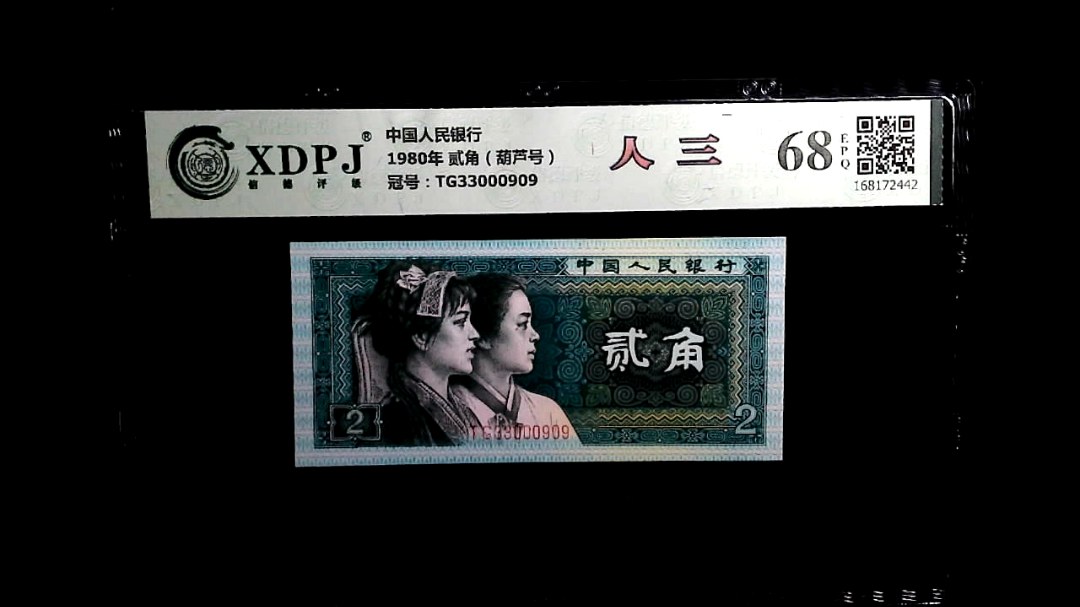 XDPJ®
信德评级
中国人民银行
1980年 贰角（葫芦号）
冠号：TG33000909
人三
68
EPQ
168172442
中国人民银行
贰角
2
2
TG33000909